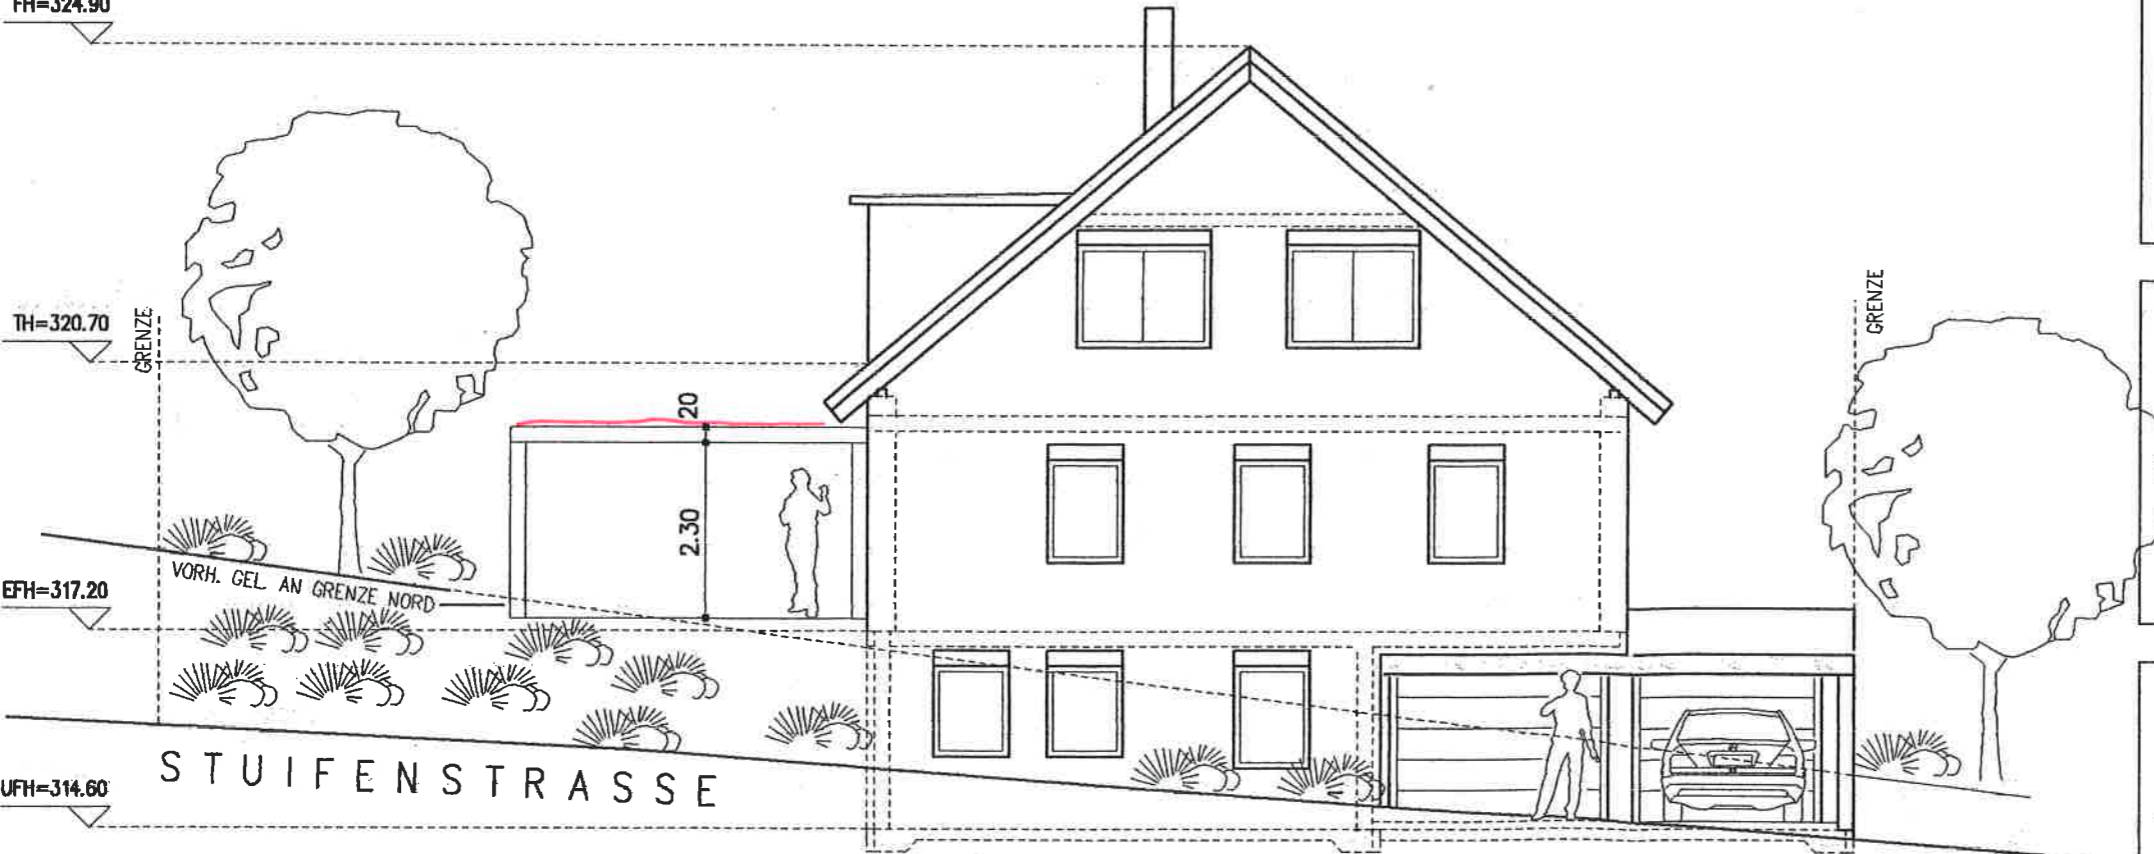 FH=324.90
TH=320.70
GRENZE
GRENZE
20
2.30
VORH. GEL. AN GRENZE NORD
EFH=317.20
STUIFENSTRASSE
UFH=314.60